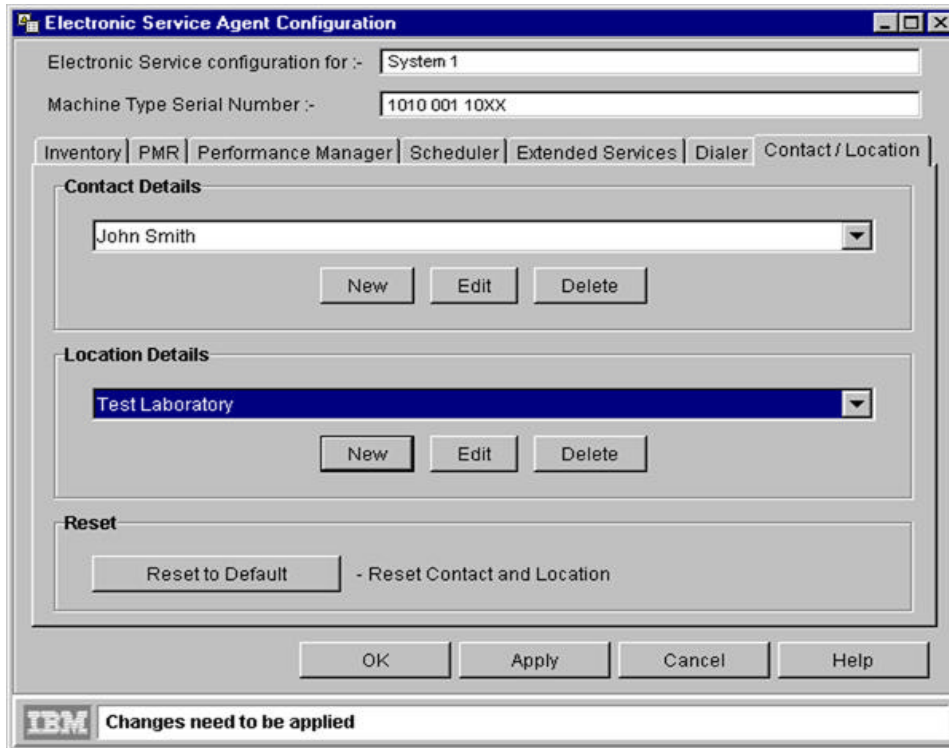 Electronic Service Agent Configuration
Electronic Service configuration for :- System 1
Machine Type Serial Number :- 1010 001 10XX
Inventory PMR Performance Manager Scheduler Extended Services Dialer Contact / Location
Contact Details
John Smith
New Edit Delete
Location Details
Test Laboratory
New Edit Delete
Reset
Reset to Default - Reset Contact and Location
OK Apply Cancel Help
IBM Changes need to be applied